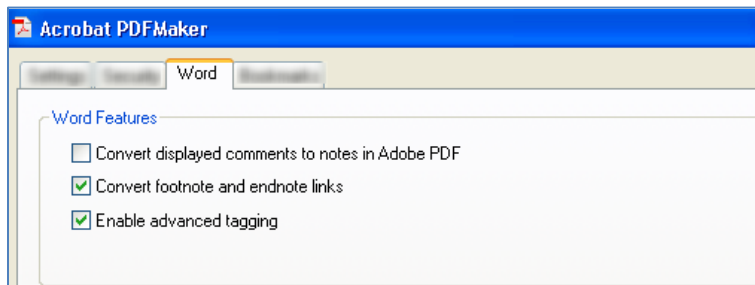 Acrobat PDFMaker
Word
Word Features
Convert displayed comments to notes in Adobe PDF
Convert footnote and endnote links
Enable advanced tagging